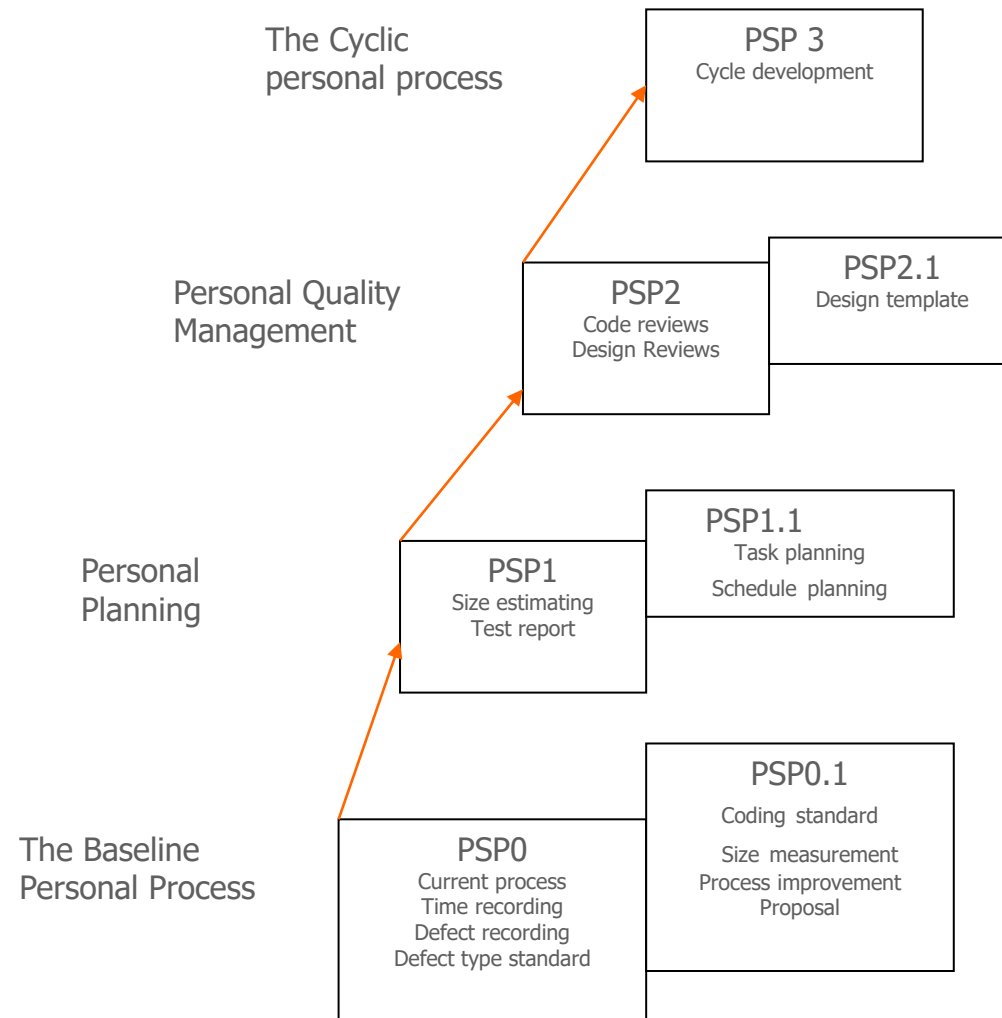 The Cyclic
personal process
PSP 3
Cycle development
Personal Quality
Management
PSP2
Code reviews
Design Reviews
PSP2.1
Design template
Personal
Planning
PSP1
Size estimating
Test report
PSP1.1
Task planning
Schedule planning
The Baseline
Personal Process
PSP0
Current process
Time recording
Defect recording
Defect type standard
PSP0.1
Coding standard
Size measurement
Process improvement
Proposal